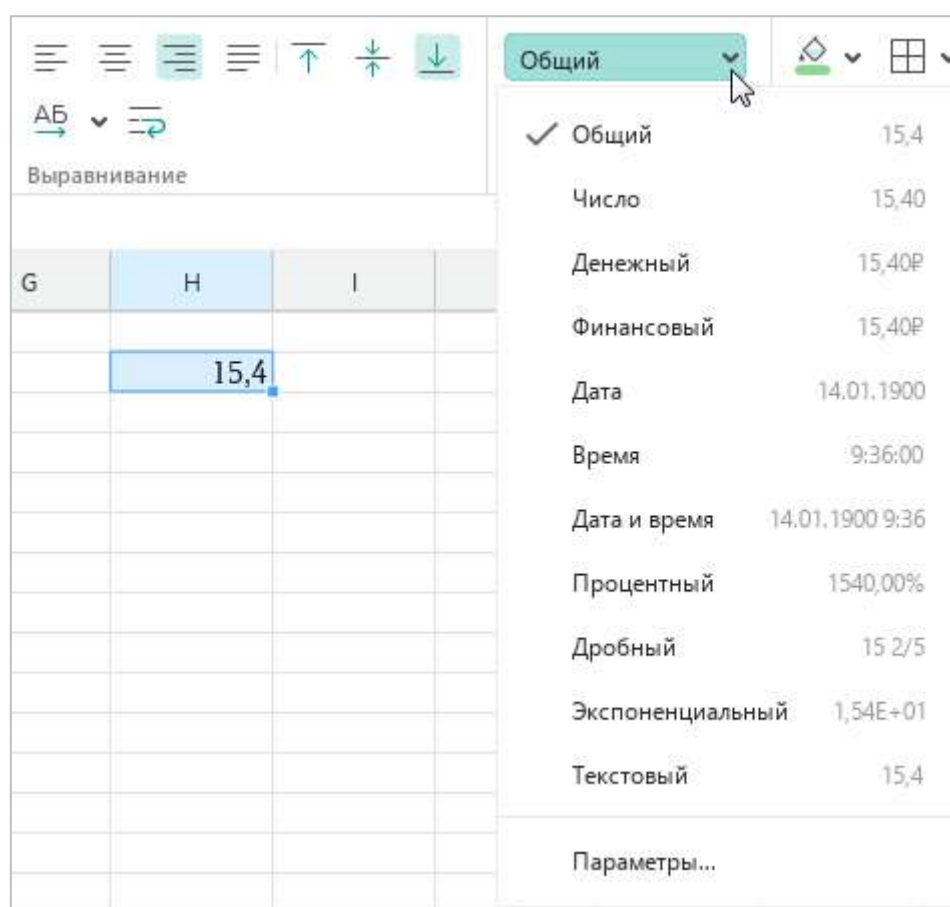 Общий
АБ
Выравнивание
G H I
15,4
Общий 15,4
Число 15,40
Денежный 15,40₽
Финансовый 15,40₽
Дата 14.01.1900
Время 9:36:00
Дата и время 14.01.1900 9:36
Процентный 1540,00%
Дробный 15 2/5
Экспоненциальный 1,54E+01
Текстовый 15,4
Параметры...